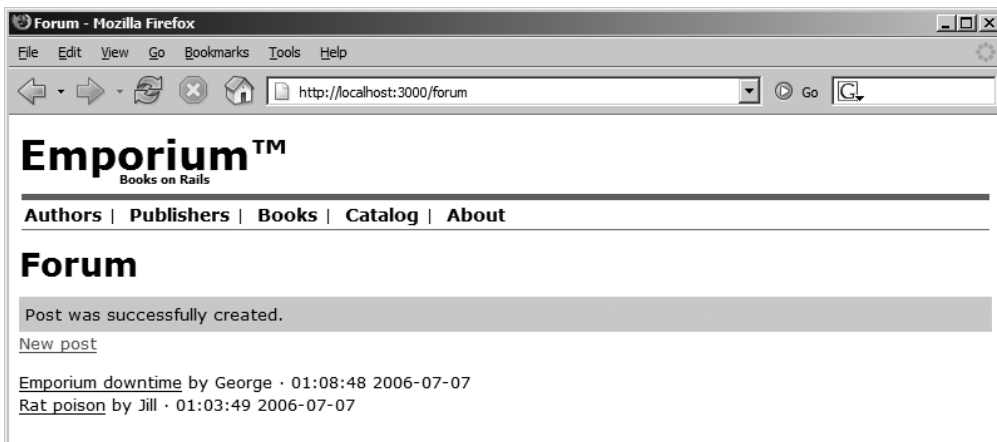 Forum - Mozilla Firefox
File Edit View Go Bookmarks Tools Help
http://localhost:3000/forum Go G
Emporium™
Books on Rails
Authors | Publishers | Books | Catalog | About
Forum
Post was successfully created.
New post
Emporium downtime by George · 01:08:48 2006-07-07
Rat poison by Jill · 01:03:49 2006-07-07